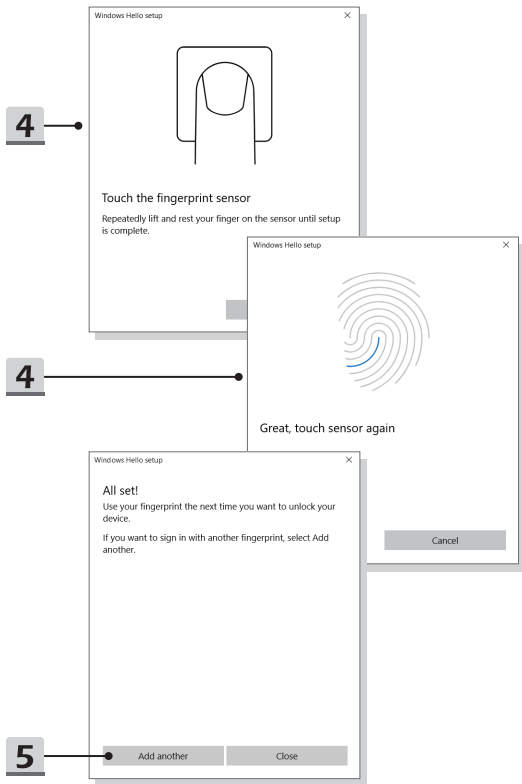 Windows Hello setup
4
Touch the fingerprint sensor
Repeatedly lift and rest your finger on the sensor until setup
is complete.
Windows Hello setup
4
Great, touch sensor again
Cancel
Windows Hello setup
All set!
Use your fingerprint the next time you want to unlock your
device.
If you want to sign in with another fingerprint, select Add
another.
5
Add another
Close